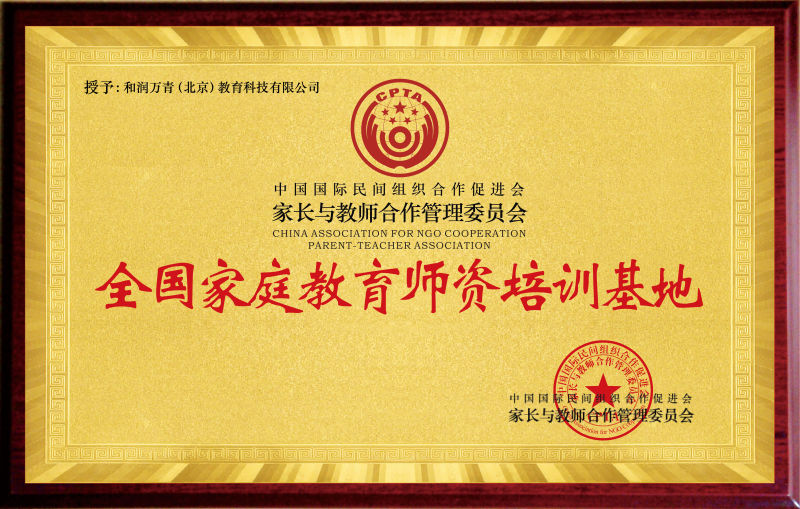 授予：和润万青（北京）教育科技有限公司
CPTA
中国国际民间组织合作促进会
家长与教师合作管理委员会
CHINA ASSOCIATION FOR NGO COOPERATION
PARENT-TEACHER ASSOCIATION
全国家庭教育师资培训基地
中国国际民间组织合作促进会
家长与教师合作管理委员会
中国国际民间组织合作促进会
家长与教师合作管理委员会